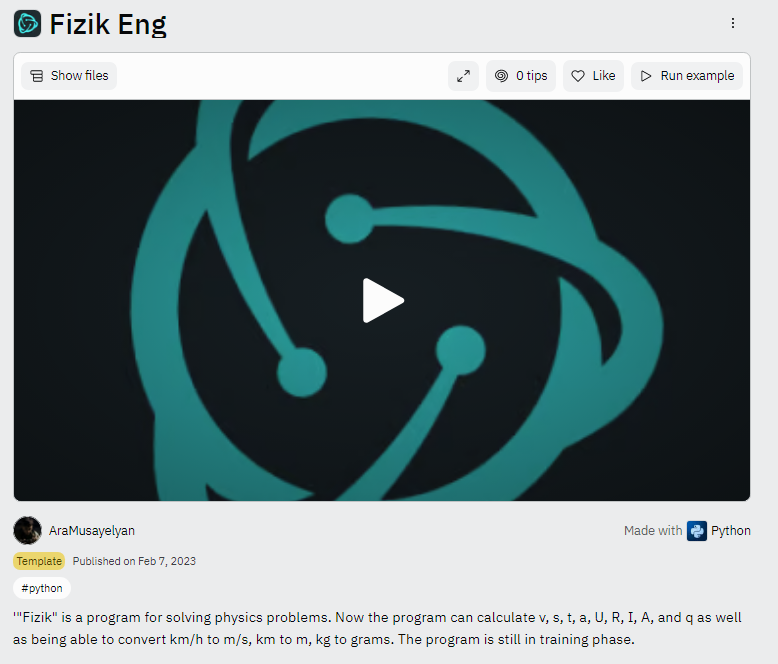 Fizik Eng
Show files
0 tips
Like
Run example
AraMusayelyan
Made with Python
Template Published on Feb 7, 2023
#python
'"Fizik" is a program for solving physics problems. Now the program can calculate v, s, t, a, U, R, I, A, and q as well
as being able to convert km/h to m/s, km to m, kg to grams. The program is still in training phase.